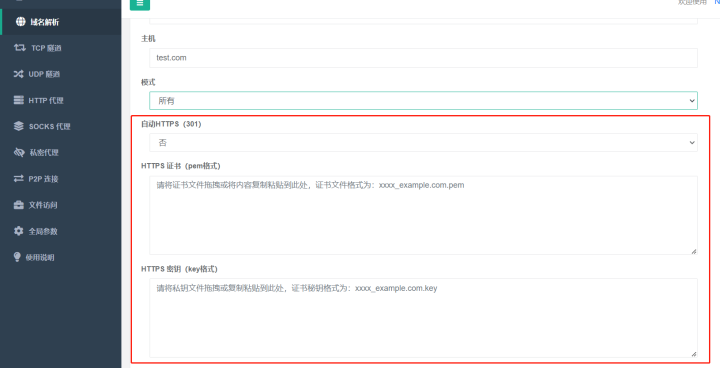 欢迎使用
域名解析
TCP 隧道
UDP 隧道
HTTP 代理
SOCKS 代理
私密代理
P2P 连接
文件访问
全局参数
使用说明
主机
test.com
模式
所有
自动HTTPS（301）
否
HTTPS 证书（pem格式）
请将证书文件拖拽或将内容复制粘贴到此处，证书文件格式为：xxxx_example.com.pem
HTTPS 密钥（key格式）
请将私钥文件拖拽或复制粘贴到此处，证书秘钥格式为：xxxx_example.com.key